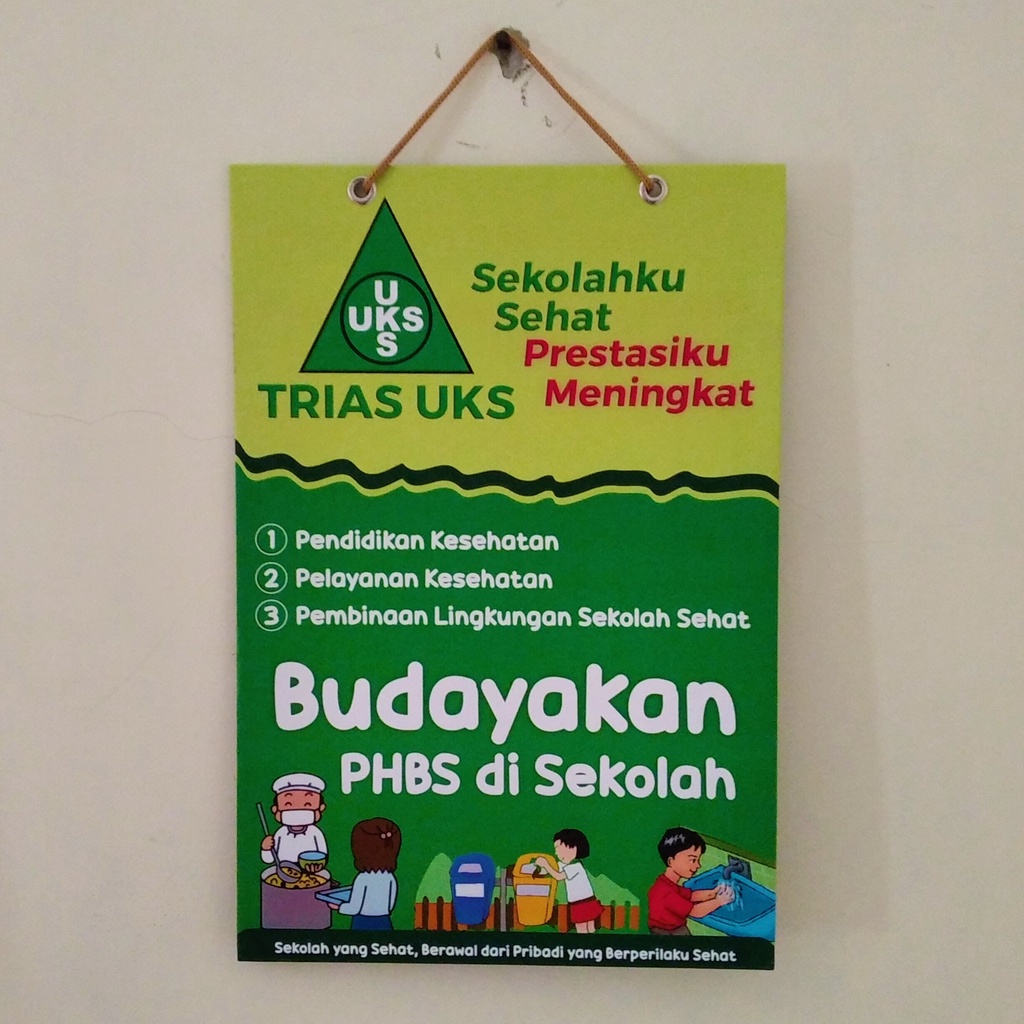 U
UKS
S
TRIAS UKS
Sekolahku
Sehat
Prestasiku
Meningkat
1 Pendidikan Kesehatan
2 Pelayanan Kesehatan
3 Pembinaan Lingkungan Sekolah Sehat
Budayakan
PHBS di Sekolah
Sekolah yang Sehat, Berawal dari Pribadi yang Berperilaku Sehat